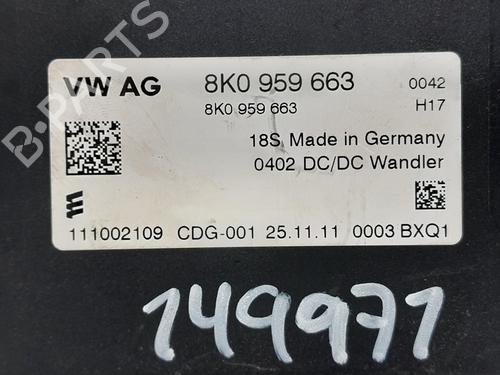 B-PARTS
VW AG 8K0 959 663 0042
8K0 959 663 H17
18S, Made in Germany
0402 DC/DC Wandler
111002109 CDG-001 25.11.11 0003 BXQ1
149971